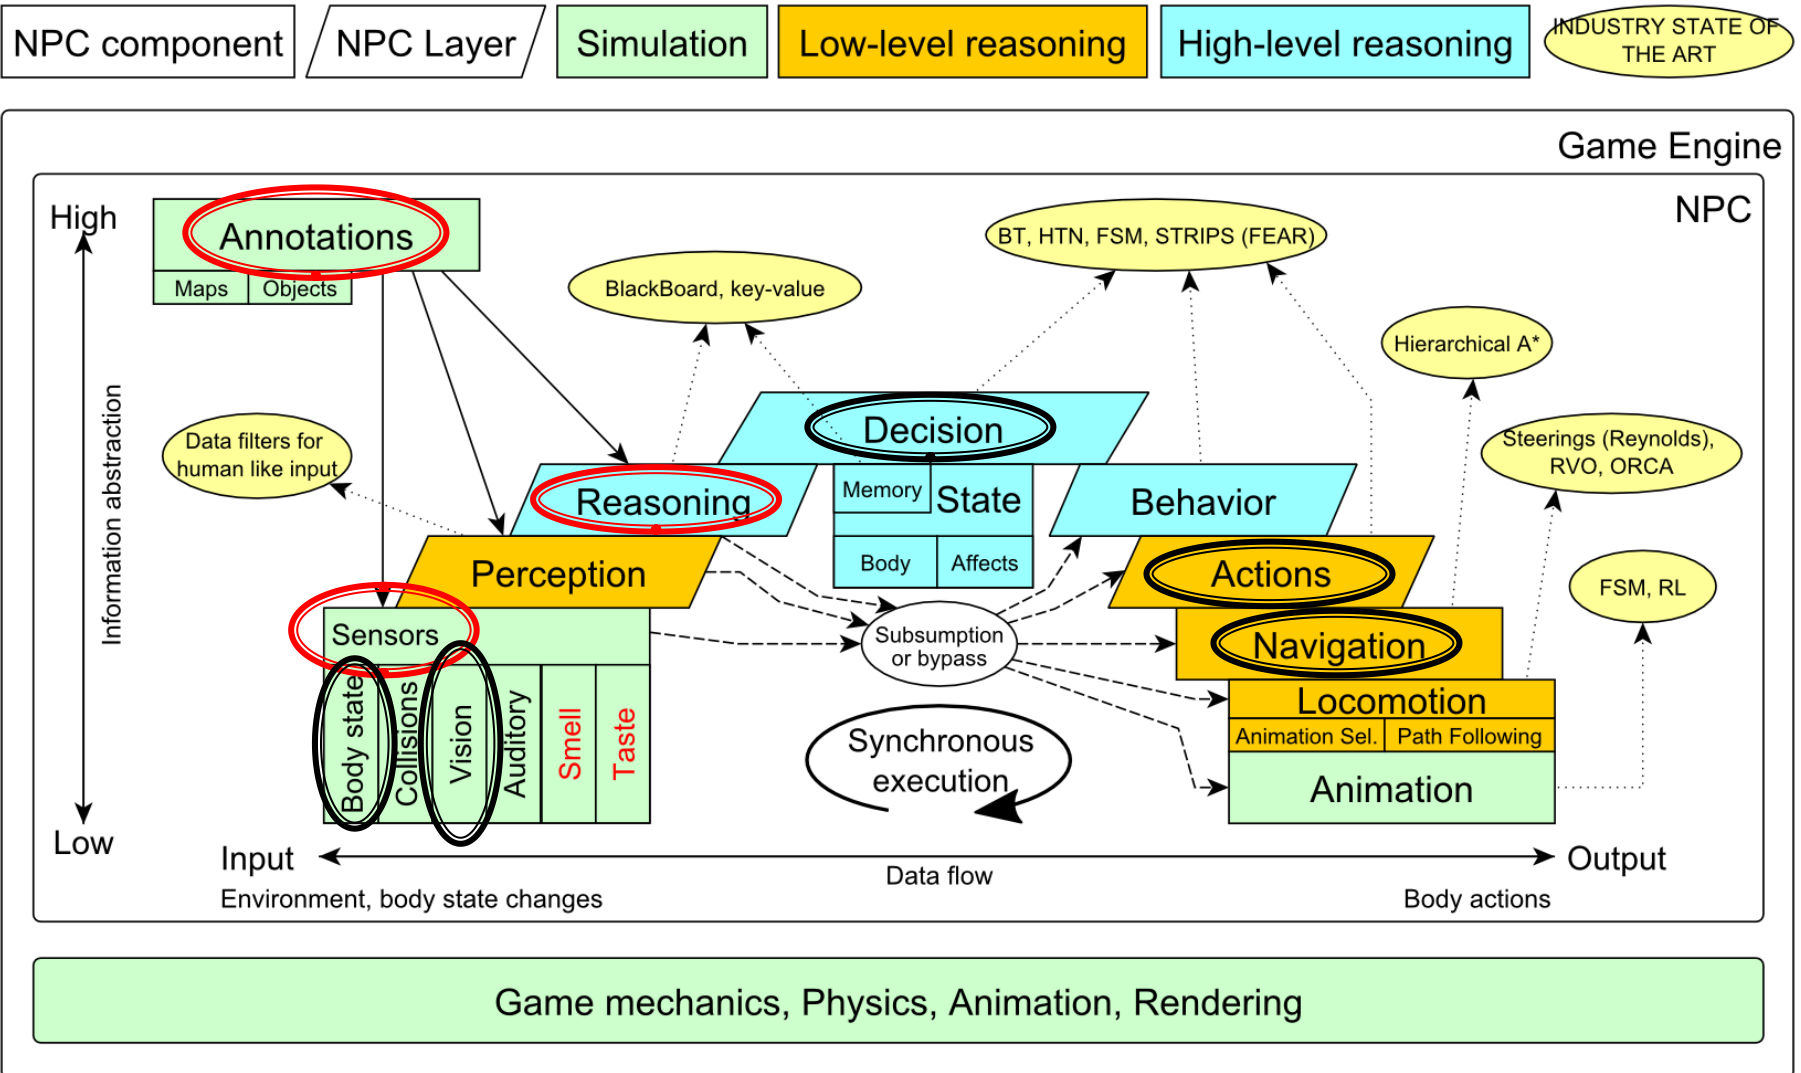 NPC component
NPC Layer
Simulation
Low-level reasoning
High-level reasoning
INDUSTRY STATE OF
THE ART
Game Engine
NPC
High
Annotations
Maps
Objects
BlackBoard, key-value
BT, HTN, FSM, STRIPS (FEAR)
Hierarchical A*
Information abstraction
Data filters for
human like input
Decision
Steerings (Reynolds),
RVO, ORCA
Reasoning
Memory
State
Behavior
Perception
Body
Affects
Actions
FSM, RL
Sensors
Subsumption
or bypass
Navigation
Body state
Collisions
Vision
Auditory
Smell
Taste
Locomotion
Animation Sel.
Path Following
Synchronous
execution
Animation
Low
Input
Output
Data flow
Environment, body state changes
Body actions
Game mechanics, Physics, Animation, Rendering